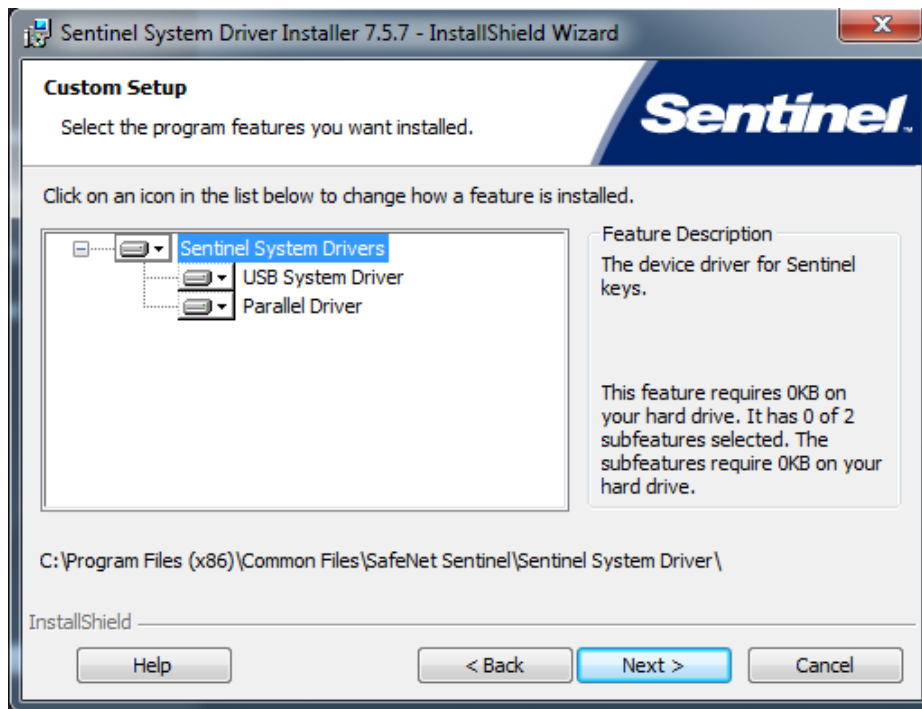 Sentinel System Driver Installer 7.5.7 - InstallShield Wizard
Custom Setup
Select the program features you want installed.
Sentinel.
Click on an icon in the list below to change how a feature is installed.
Sentinel System Drivers
USB System Driver
Parallel Driver
Feature Description
The device driver for Sentinel
keys.
This feature requires 0KB on
your hard drive. It has 0 of 2
subfeatures selected. The
subfeatures require 0KB on your
hard drive.
C:\Program Files (x86)\Common Files\SafeNet Sentinel\Sentinel System Driver\
InstallShield
Help
< Back
Next >
Cancel